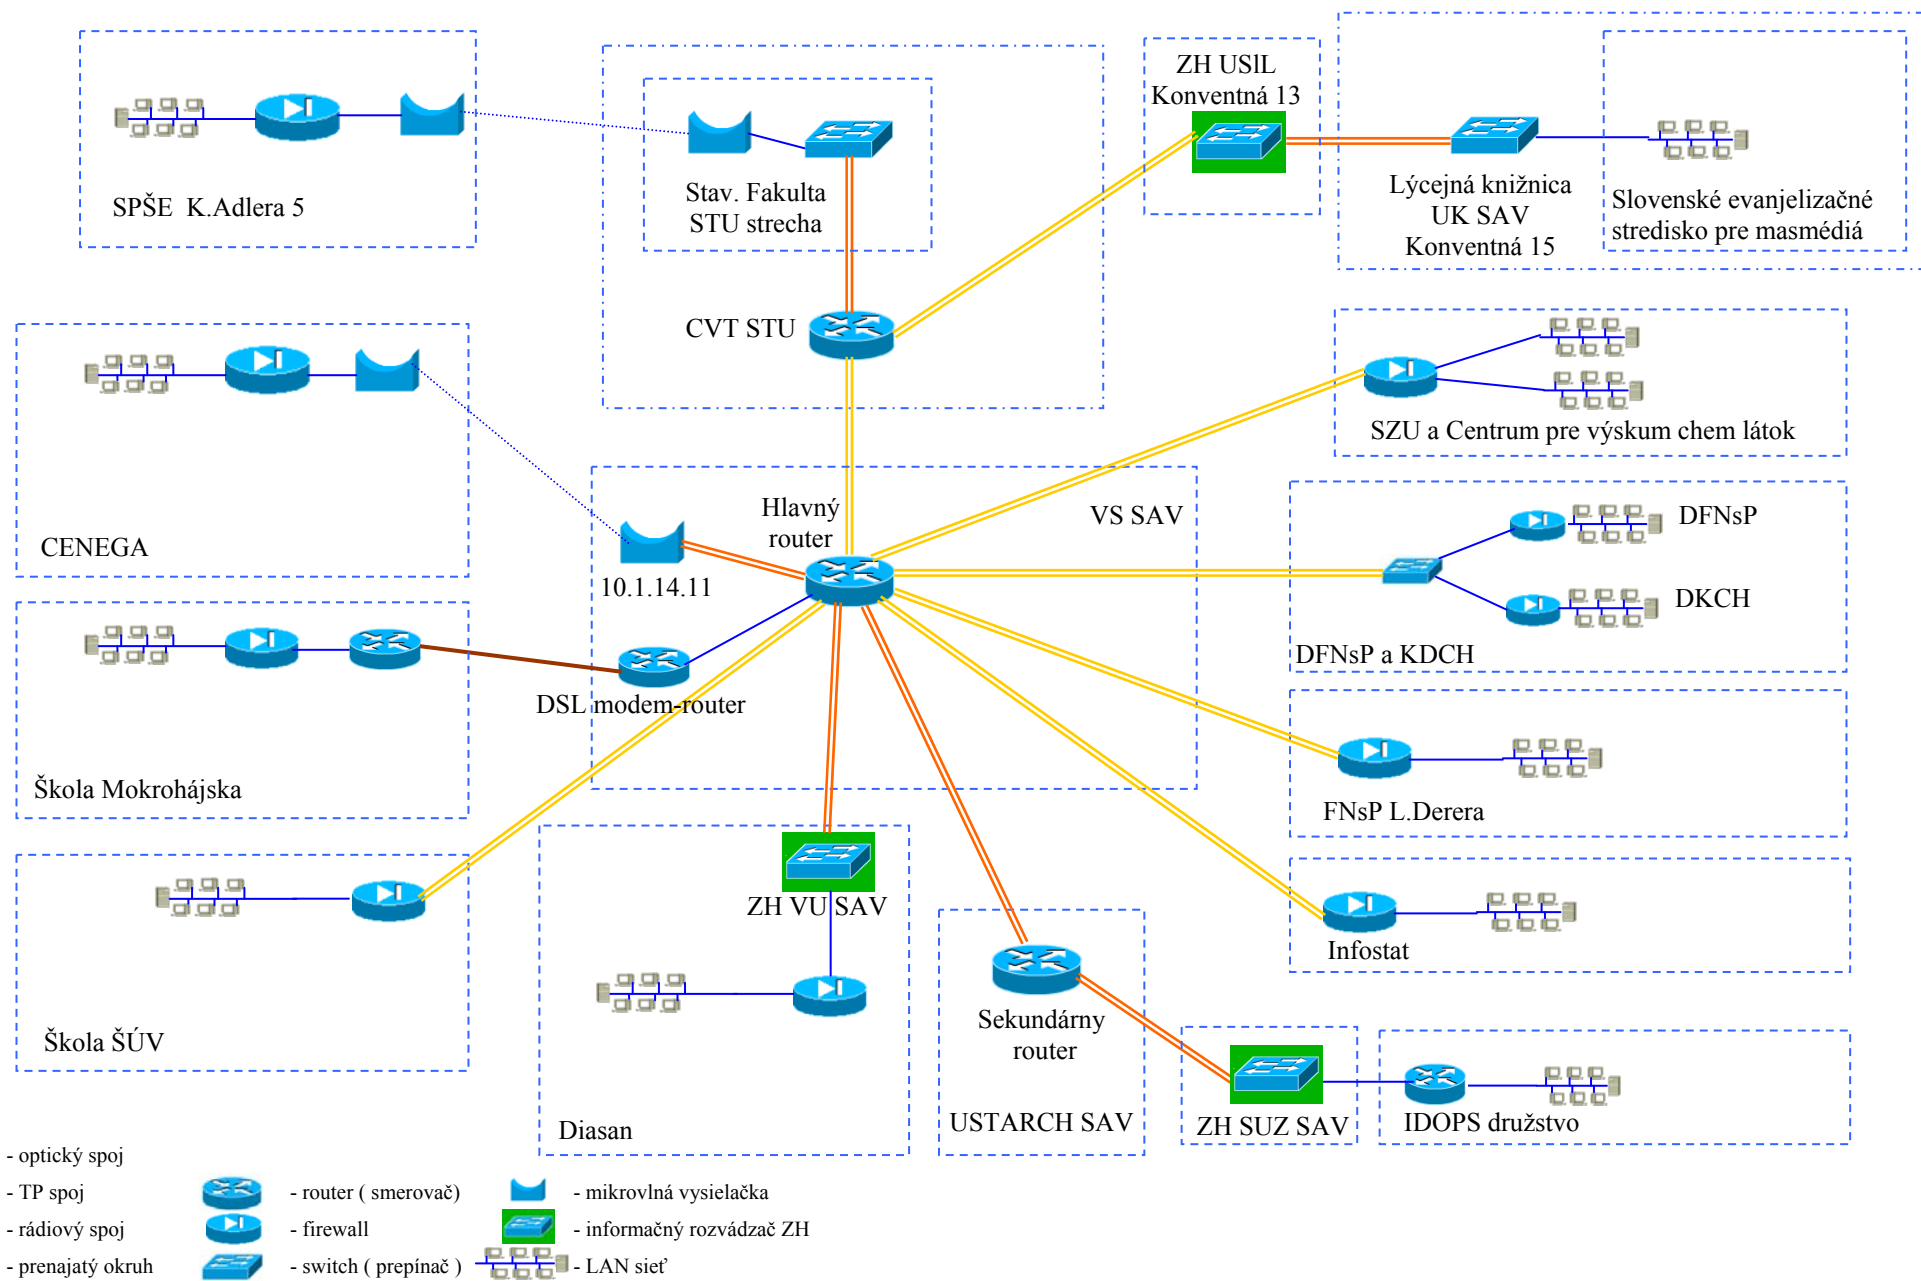 SPŠE K.Adlera 5
Stav. Fakulta
STU strecha
CVT STU
ZH USlL
Konventná 13
Lýcejná knižnica
UK SAV
Konventná 15
Slovenské evanjelizačné
stredisko pre masmédiá
CENEGA
SZU a Centrum pre výskum chem látok
Hlavný
router
VS SAV
10.1.14.11
DSL modem-router
DFNsP
DKCH
DFNsP a KDCH
Škola Mokrohájska
FNsP L.Derera
Škola ŠÚV
ZH VU SAV
Diasan
Infostat
Sekundárny
router
USTARCH SAV
ZH SUZ SAV
IDOPS družstvo
- optický spoj
- TP spoj
- rádiový spoj
- prenajatý okruh
- router ( smerovač)
- firewall
- switch ( prepínač )
- mikrovlná vysielačka
- informačný rozvádzač ZH
- LAN sieť